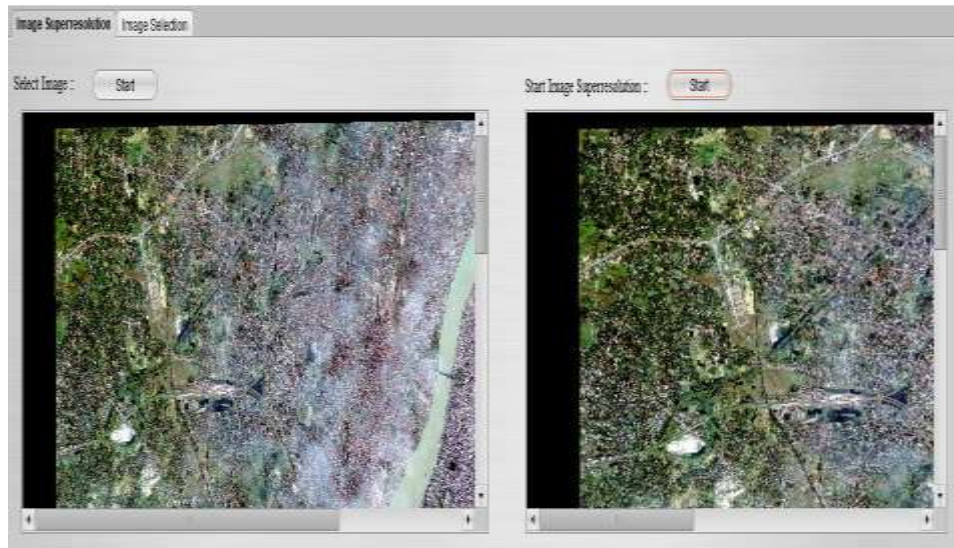 Image Superresolution Image Selection
Select Image :: Start
Start Image Superresolution :: Start